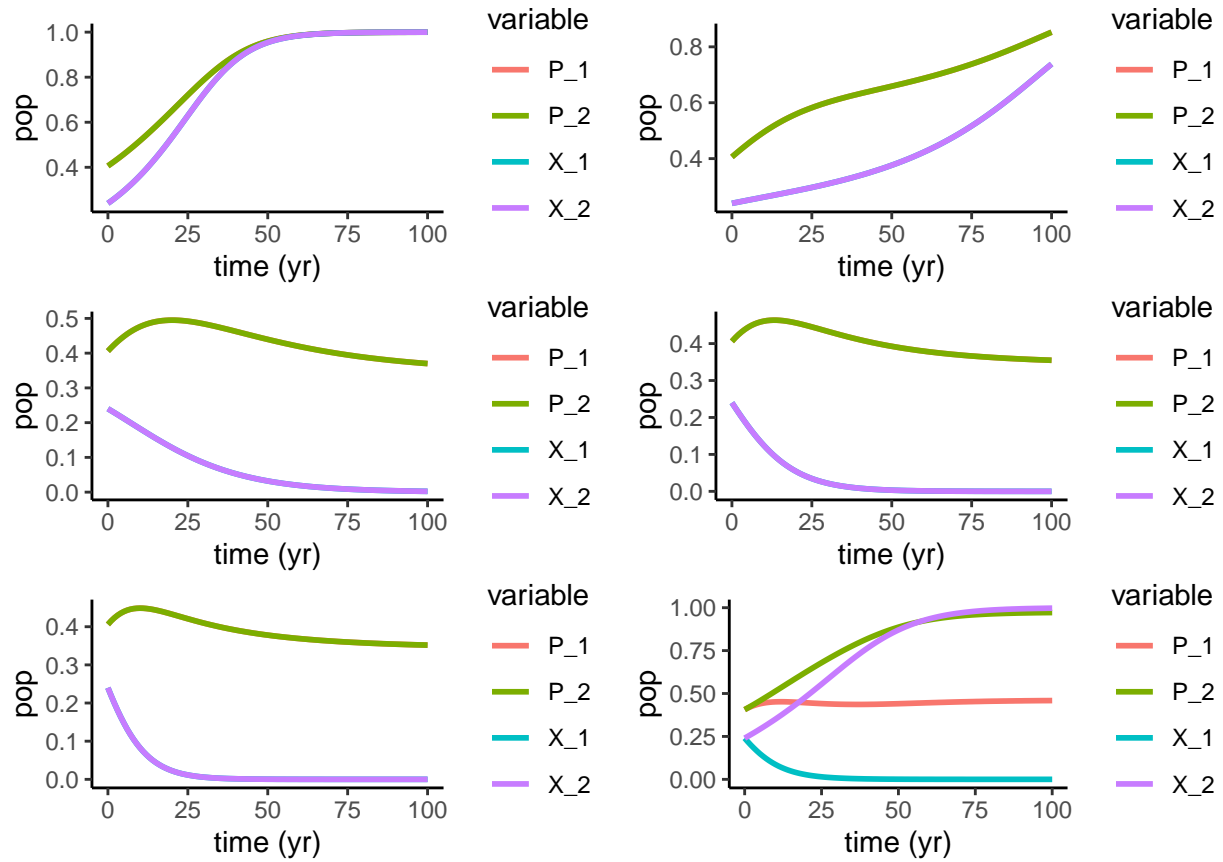 variable
P_1
P_2
X_1
X_2
pop
1.0
0.8
0.6
0.4
0 25 50 75 100
time (yr)
variable
P_1
P_2
X_1
X_2
pop
0.8
0.6
0.4
0 25 50 75 100
time (yr)
variable
P_1
P_2
X_1
X_2
pop
0.5
0.4
0.3
0.2
0.1
0.0
0 25 50 75 100
time (yr)
variable
P_1
P_2
X_1
X_2
pop
0.4
0.3
0.2
0.1
0.0
0 25 50 75 100
time (yr)
variable
P_1
P_2
X_1
X_2
pop
0.4
0.3
0.2
0.1
0.0
0 25 50 75 100
time (yr)
variable
P_1
P_2
X_1
X_2
pop
1.00
0.75
0.50
0.25
0.00
0 25 50 75 100
time (yr)